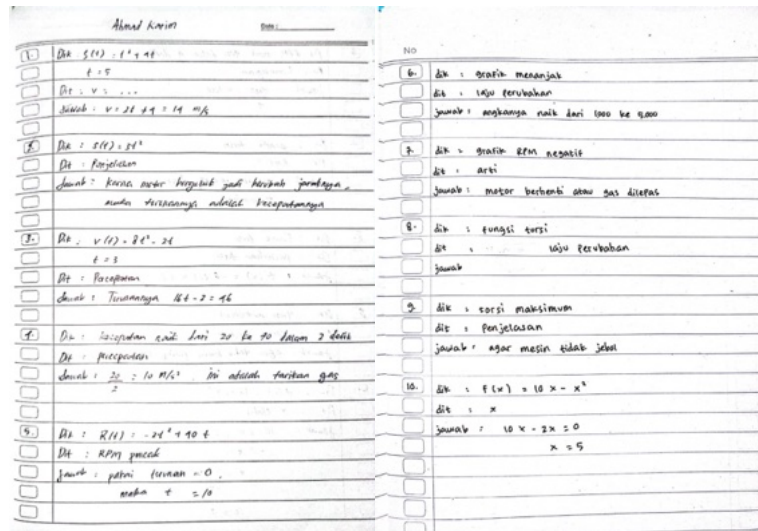 Ahmad Karim
Date:
1. Dik S(t) = t² + 4t
t = 5
Dit : v = ...
Jawab : v = 2t + 4 = 14 m/s
2. Dik : s(t) = 5t²
Dit : Penjelasan
Jawab : Karna motor bergerak jadi berubah jaraknya,
maka turunannya adalah kecepatannya
3. Dik : v(t) = 8t² - 2t
t = 3
Dit : Percepatan
Jawab : Turunannya 16t - 2 = 46
4. Dik : kecepatan naik dari 20 ke 40 dalam 2 detik
Dit : percepatan
Jawab : 20/2 = 10 m/s² ini adalah tarikan gas
5. Dik : R(t) = -2t² + 40t
Dit : RPM puncak
Jawab : pakai turunan = 0,
maka t = 10
No
6. dik : grafik menanjak
dit : laju perubahan
jawab : angkanya naik dari 1000 ke 5.000
7. dik : grafik RPM negatif
dit : arti
jawab : motor berhenti atau gas dilepas
8. dik : fungsi torsi
dit : laju perubahan
jawab
9. dik : torsi maksimum
dit : Penjelasan
jawab : agar mesin tidak jebol
10. dik : f(x) = 10x - x²
dit : x
jawab : 10x - 2x = 0
x = 5